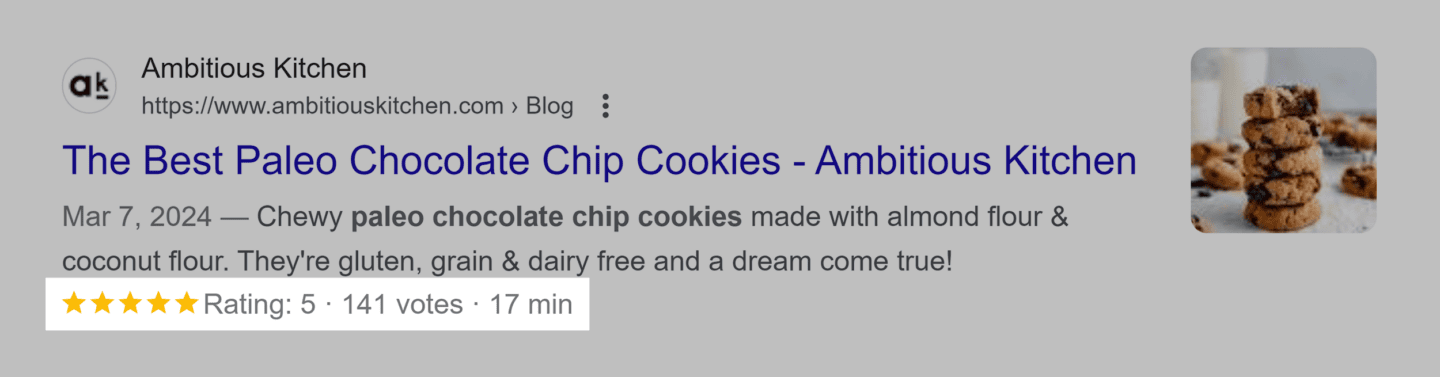 ak
Ambitious Kitchen
https://www.ambitiouskitchen.com › Blog
The Best Paleo Chocolate Chip Cookies - Ambitious Kitchen
Mar 7, 2024 — Chewy paleo chocolate chip cookies made with almond flour &
coconut flour. They're gluten, grain & dairy free and a dream come true!
Rating: 5 · 141 votes · 17 min